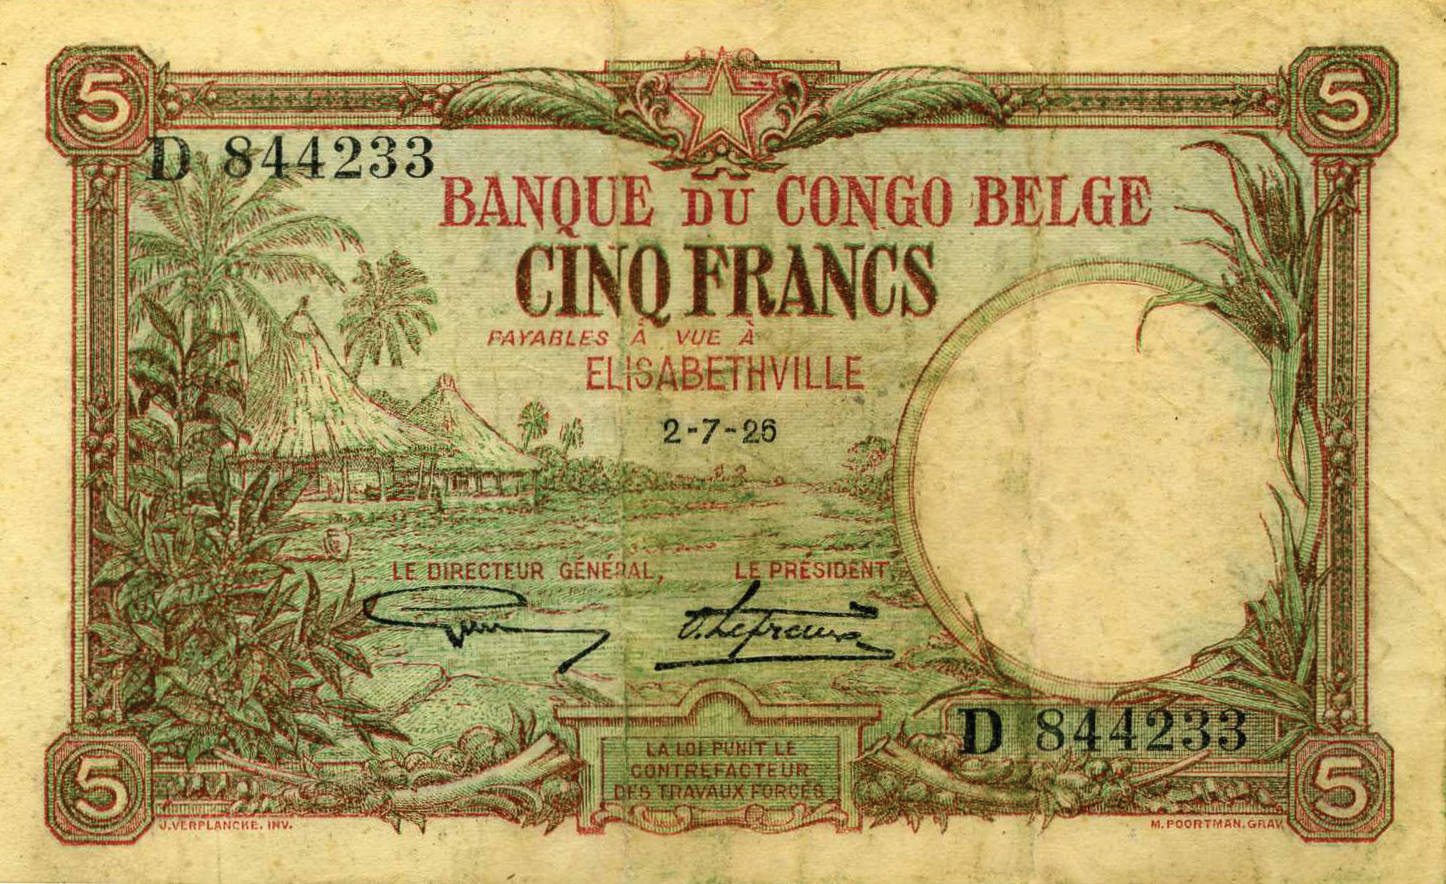 5
5
D 844233
BANQUE DU CONGO BELGE
CINQ FRANCS
PAYABLES À VUE À
ELISABETHVILLE
2-7-26
LE DIRECTEUR GÉNÉRAL,
LE PRÉSIDENT
D 844233
LA LOI PUNIT LE
CONTREFACTEUR
DES TRAVAUX FORCÉS
5
5
J.VERPLANCKE. INV.
M. POORTMAN. GRAV.